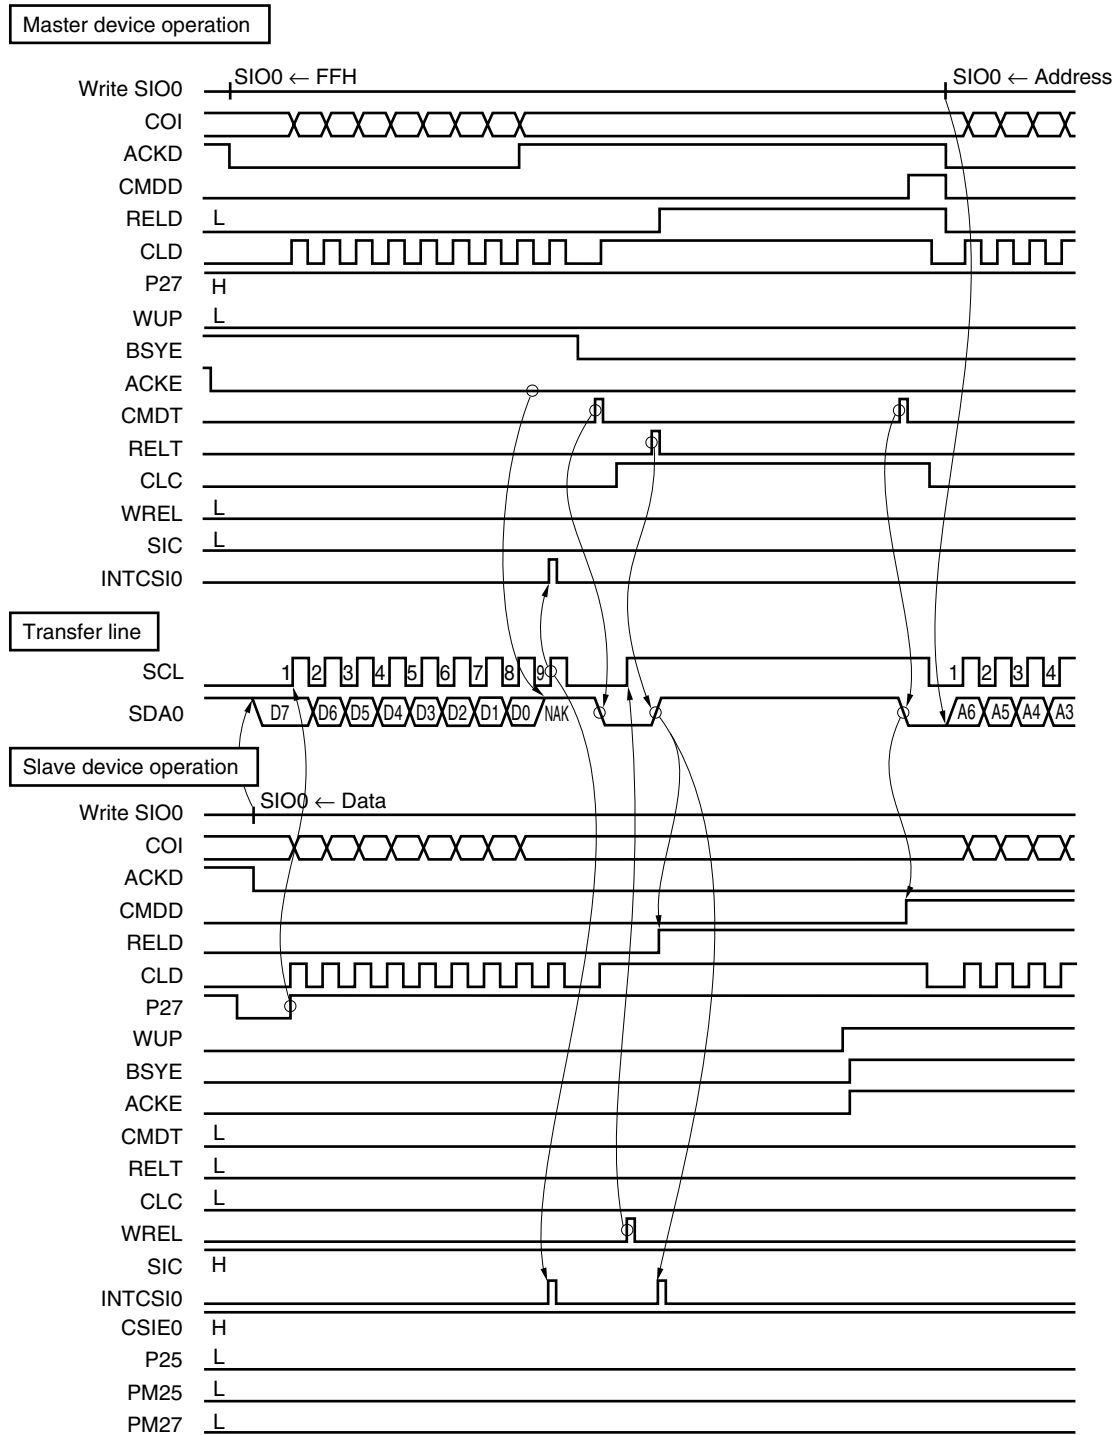 Master device operation
Write SIO0 SIO0 ← FFH SIO0 ← Address
COI
ACKD
CMDD
RELD L
CLD
P27 H
WUP L
BSYE
ACKE
CMDT
RELT
CLC
WREL L
SIC L
INTCSI0
Transfer line
SCL 1 2 3 4 5 6 7 8 9 1 2 3 4
SDA0 D7 D6 D5 D4 D3 D2 D1 D0 NAK A6 A5 A4 A3
Slave device operation
Write SIO0 SIO0 ← Data
COI
ACKD
CMDD
RELD
CLD
P27
WUP
BSYE
ACKE
CMDT L
RELT L
CLC L
WREL
SIC H
INTCSI0
CSIE0 H
P25 L
PM25 L
PM27 L